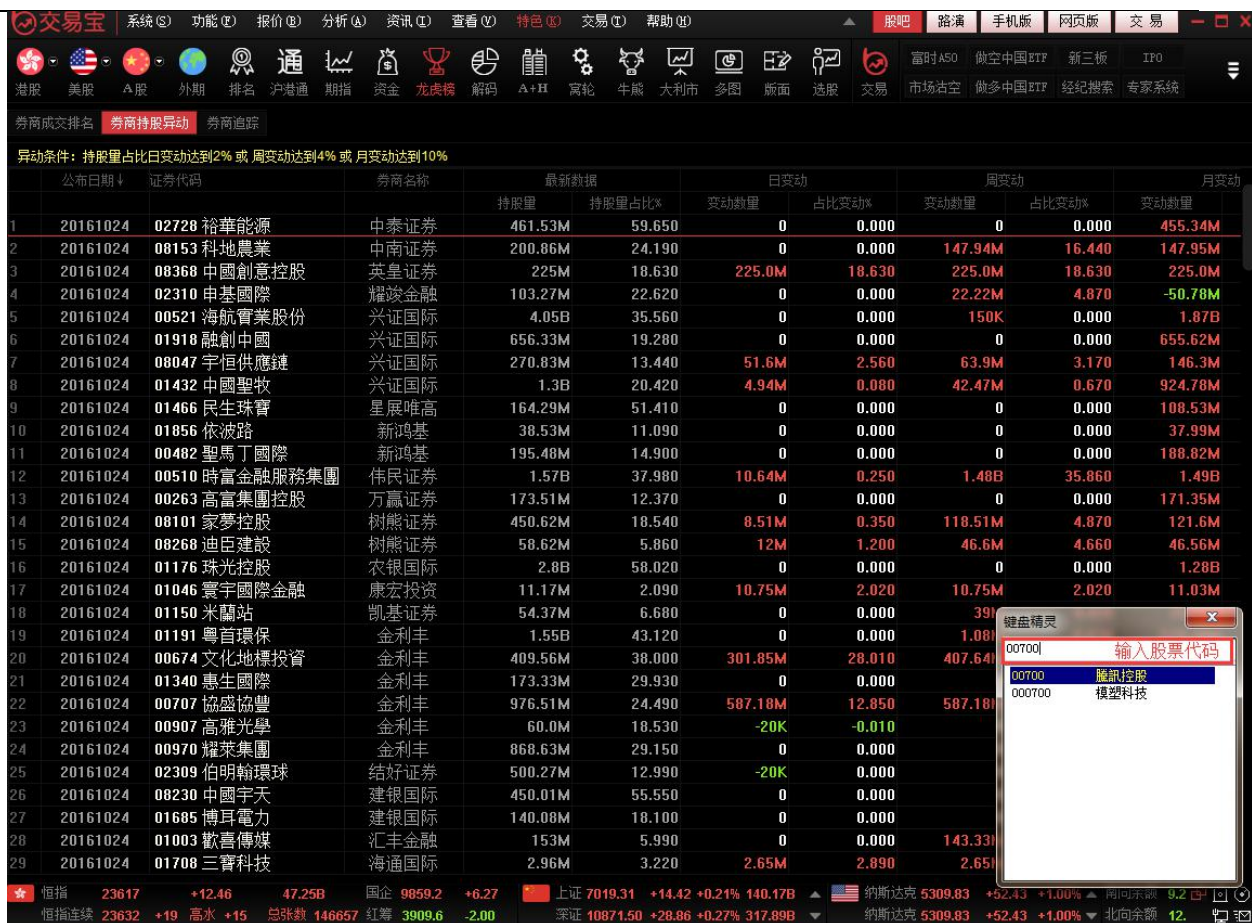 交易宝 系统(S) 功能(F) 报价(B) 分析(A) 资讯(I) 查看(V) 特色(K) 交易(T) 帮助(H) 股吧 路演 手机版 网页版 交 易
富时A50 做空中国ETF 新三板 IPO
港股 美股 A股 外期 排名 沪港通 期指 资金 龙虎榜 解码 A+H 窝轮 牛熊 大利市 多图 版面 选股 交易 市场沽空 做多中国ETF 经纪搜索 专家系统
券商成交排名 券商持股异动 券商追踪
异动条件：持股量占比日变动达到2% 或 周变动达到4% 或 月变动达到10%
公布日期↓ 证券代码 券商名称 最新数据 日变动 周变动 月变动
持股量 持股量占比% 变动数量 占比变动% 变动数量 占比变动% 变动数量
1 20161024 02728 裕華能源 中泰证券 461.53M 59.650 0 0.000 0 0.000 455.34M
2 20161024 08153 科地農業 中南证券 200.86M 24.190 0 0.000 147.94M 16.440 147.95M
3 20161024 08368 中國創意控股 英皇证券 225M 18.630 225.0M 18.630 225.0M 18.630 225.0M
4 20161024 02310 申基國際 耀竣金融 103.27M 22.620 0 0.000 22.22M 4.870 -50.78M
5 20161024 00521 海航實業股份 兴证国际 4.05B 35.560 0 0.000 150K 0.000 1.87B
6 20161024 01918 融創中國 兴证国际 656.33M 19.280 0 0.000 0 0.000 655.62M
7 20161024 08047 宇恒供應鏈 兴证国际 270.83M 13.440 51.6M 2.560 63.9M 3.170 146.3M
8 20161024 01432 中國聖牧 兴证国际 1.3B 20.420 4.94M 0.080 42.47M 0.670 924.78M
9 20161024 01466 民生珠寶 星展唯高 164.29M 51.410 0 0.000 0 0.000 108.53M
10 20161024 01856 依波路 新鸿基 38.53M 11.090 0 0.000 0 0.000 37.99M
11 20161024 00482 聖馬丁國際 新鸿基 195.48M 14.900 0 0.000 0 0.000 188.82M
12 20161024 00510 時富金融服務集團 伟民证券 1.57B 37.980 10.64M 0.250 1.48B 35.860 1.49B
13 20161024 00263 高富集團控股 万赢证券 173.51M 12.370 0 0.000 0 0.000 171.35M
14 20161024 08101 家夢控股 树熊证券 450.62M 18.540 8.51M 0.350 118.51M 4.870 121.6M
15 20161024 08268 迪臣建設 树熊证券 58.62M 5.860 12M 1.200 46.6M 4.660 46.56M
16 20161024 01176 珠光控股 农银国际 2.8B 58.020 0 0.000 0 0.000 1.28B
17 20161024 01046 寰宇國際金融 康宏投资 11.17M 2.090 10.75M 2.020 10.75M 2.020 11.03M
18 20161024 01150 米蘭站 凯基证券 54.37M 6.680 0 0.000 39
19 20161024 01191 粵首環保 金利丰 1.55B 43.120 0 0.000 1.08
20 20161024 00674 文化地標投資 金利丰 409.56M 38.000 301.85M 28.010 407.64
21 20161024 01340 惠生國際 金利丰 173.33M 29.930 0 0.000
22 20161024 00707 協盛協豐 金利丰 976.51M 24.490 587.18M 12.850 587.18
23 20161024 00907 高雅光學 金利丰 60.0M 18.530 -20K -0.010
24 20161024 00970 耀萊集團 金利丰 868.63M 29.150 0 0.000
25 20161024 02309 伯明翰環球 结好证券 500.27M 12.990 -20K 0.000
26 20161024 08230 中國宇天 建银国际 450.01M 55.550 0 0.000
27 20161024 01685 博耳電力 建银国际 140.08M 18.100 0 0.000
28 20161024 01003 歡喜傳媒 汇丰金融 153M 5.990 0 0.000 143.33
29 20161024 01708 三寶科技 海通国际 2.96M 3.220 2.65M 2.890 2.65
键盘精灵
00700 输入股票代码
00700 騰訊控股
000700 模塑科技
恒指 23617 +12.46 47.25B 国企 9859.2 +6.27 上证 7019.31 +14.42 +0.21% 140.17B 纳斯达克 5309.83 +52.43 +1.00% 南向余额 9.2
恒指连续 23632 +19 高水 +15 总张数 146657 红筹 3909.6 -2.00 深证 10871.50 +28.86 +0.27% 317.89B 纳斯达克 5309.83 +52.43 +1.00% 北向余额 12.